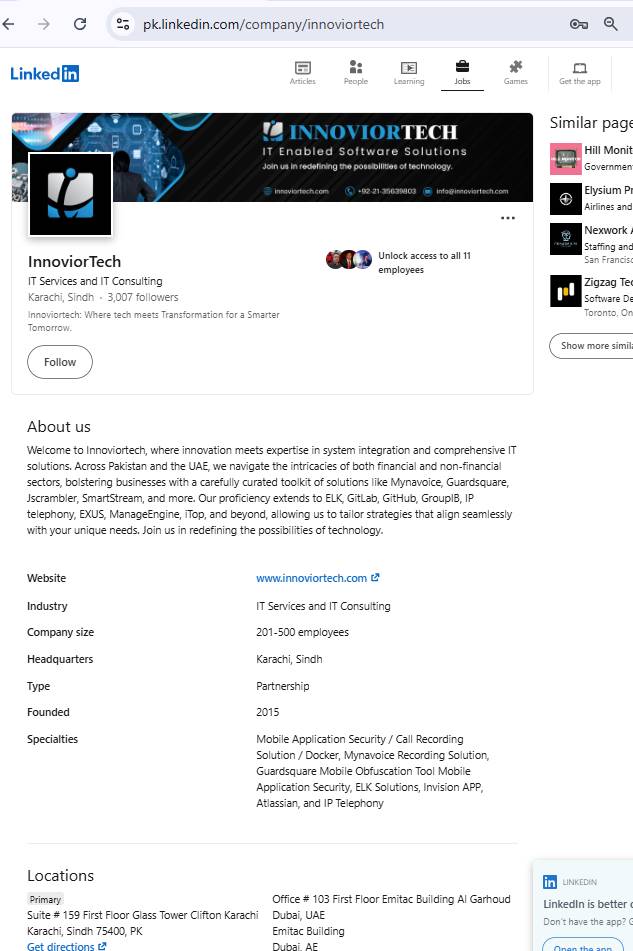 pk.linkedin.com/company/innoviortech
Linked in
Articles
People
Learning
Jobs
Games
Get the app
INNOVIORTECH
IT Enabled Software Solutions
Join us in redefining the possibilities of technology.
innoviortech.com +92-21-35639803 info@innoviortech.com
InnoviorTech
IT Services and IT Consulting
Karachi, Sindh · 3,007 followers
Innoviortech: Where tech meets Transformation for a Smarter
Tomorrow.
Unlock access to all 11
employees
Follow
About us
Welcome to Innoviortech, where innovation meets expertise in system integration and comprehensive IT
solutions. Across Pakistan and the UAE, we navigate the intricacies of both financial and non-financial
sectors, bolstering businesses with a carefully curated toolkit of solutions like Mynavoice, Guardsquare,
Jscrambler, SmartStream, and more. Our proficiency extends to ELK, GitLab, GitHub, GroupIB, IP
telephony, EXUS, ManageEngine, iTop, and beyond, allowing us to tailor strategies that align seamlessly
with your unique needs. Join us in redefining the possibilities of technology.
Website www.innoviortech.com
Industry IT Services and IT Consulting
Company size 201-500 employees
Headquarters Karachi, Sindh
Type Partnership
Founded 2015
Specialties Mobile Application Security / Call Recording
Solution / Docker, Mynavoice Recording Solution,
Guardsquare Mobile Obfuscation Tool Mobile
Application Security, ELK Solutions, Invision APP,
Atlassian, and IP Telephony
Locations
Primary
Suite # 159 First Floor Glass Tower Clifton Karachi
Karachi, Sindh 75400, PK
Get directions
Office # 103 First Floor Emitac Building Al Garhoud
Dubai, UAE
Emitac Building
Dubai, AE
Similar page
Hill Monit
Governmen
Elysium Pr
Airlines and
Nexwork A
Staffing and
San Francisc
Zigzag Tec
Software De
Toronto, On
Show more simila
LINKEDIN
LinkedIn is better o
Don't have the app? G
Open the app